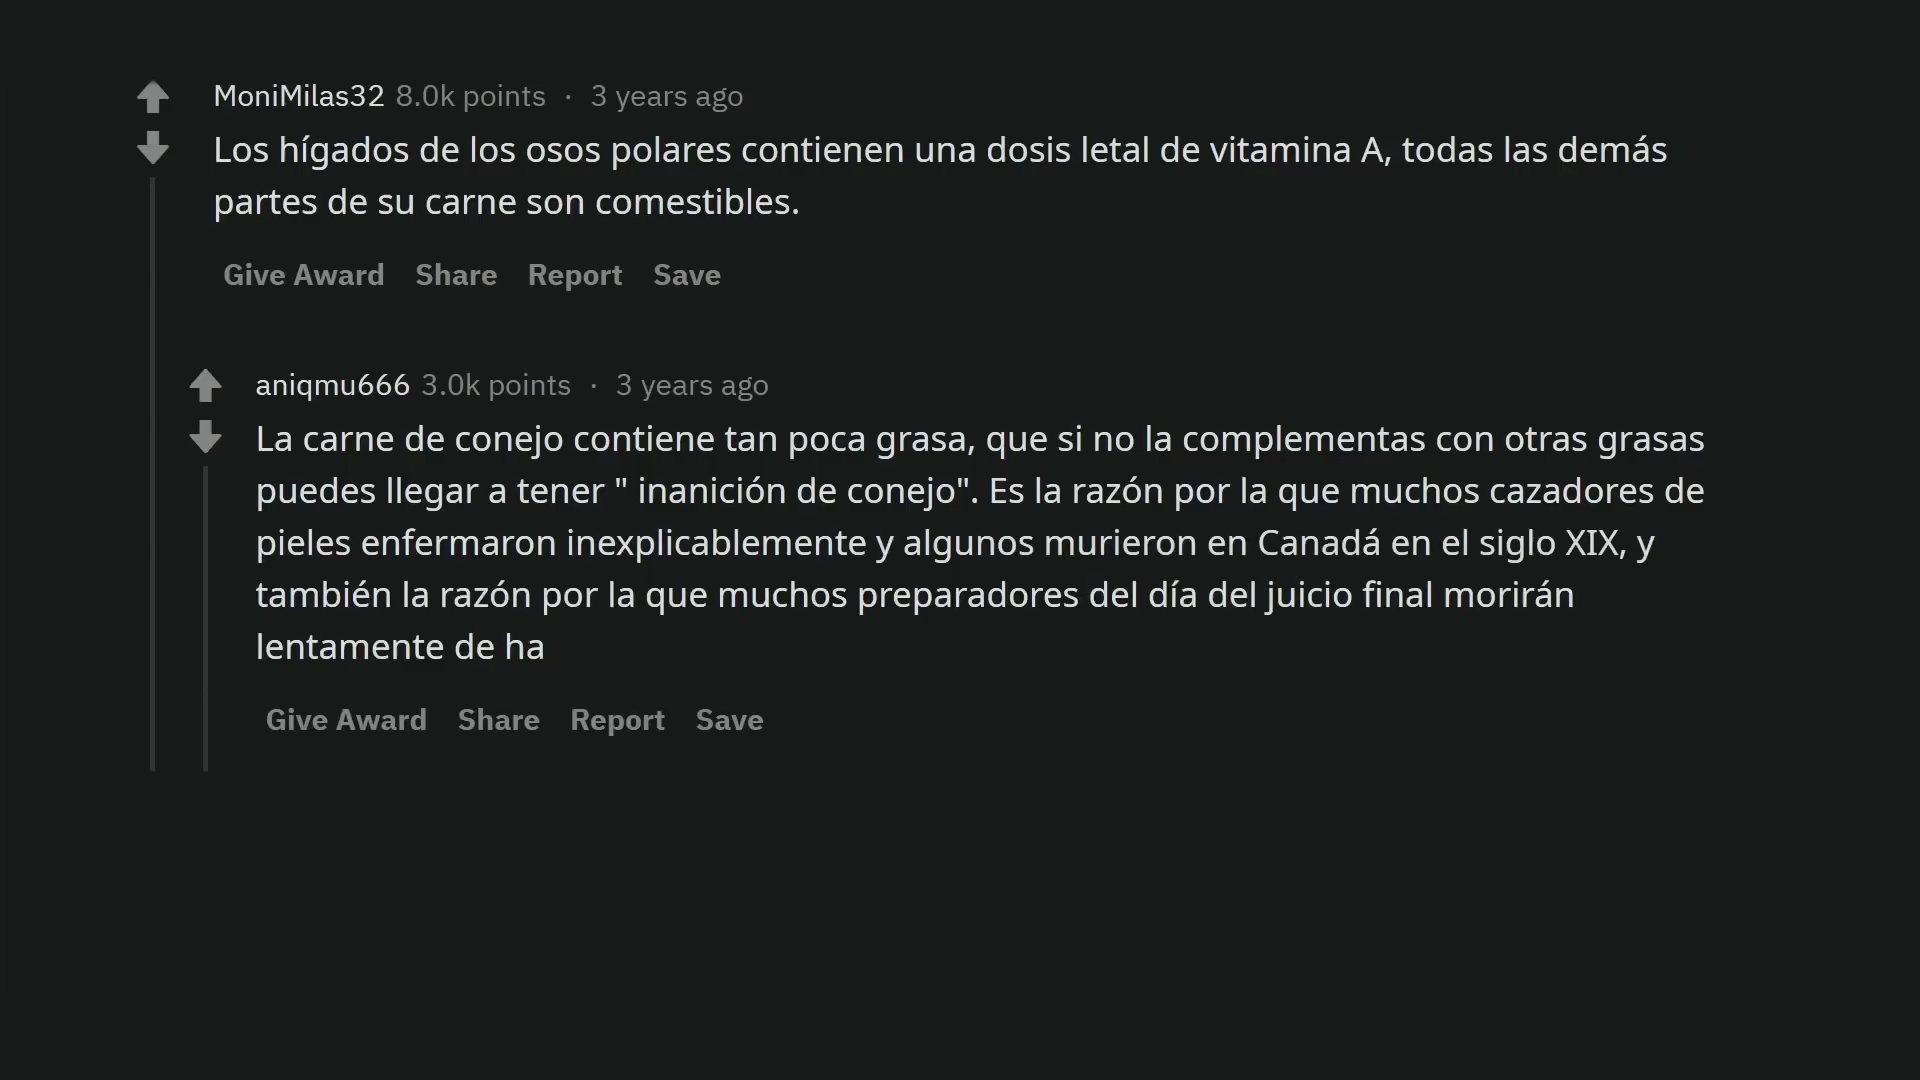 MoniMilas32 8.0k points · 3 years ago
Los hígados de los osos polares contienen una dosis letal de vitamina A, todas las demás
partes de su carne son comestibles.
Give Award Share Report Save
aniqmu666 3.0k points · 3 years ago
La carne de conejo contiene tan poca grasa, que si no la complementas con otras grasas
puedes llegar a tener " inanición de conejo". Es la razón por la que muchos cazadores de
pieles enfermaron inexplicablemente y algunos murieron en Canadá en el siglo XIX, y
también la razón por la que muchos preparadores del día del juicio final morirán
lentamente de ha
Give Award Share Report Save